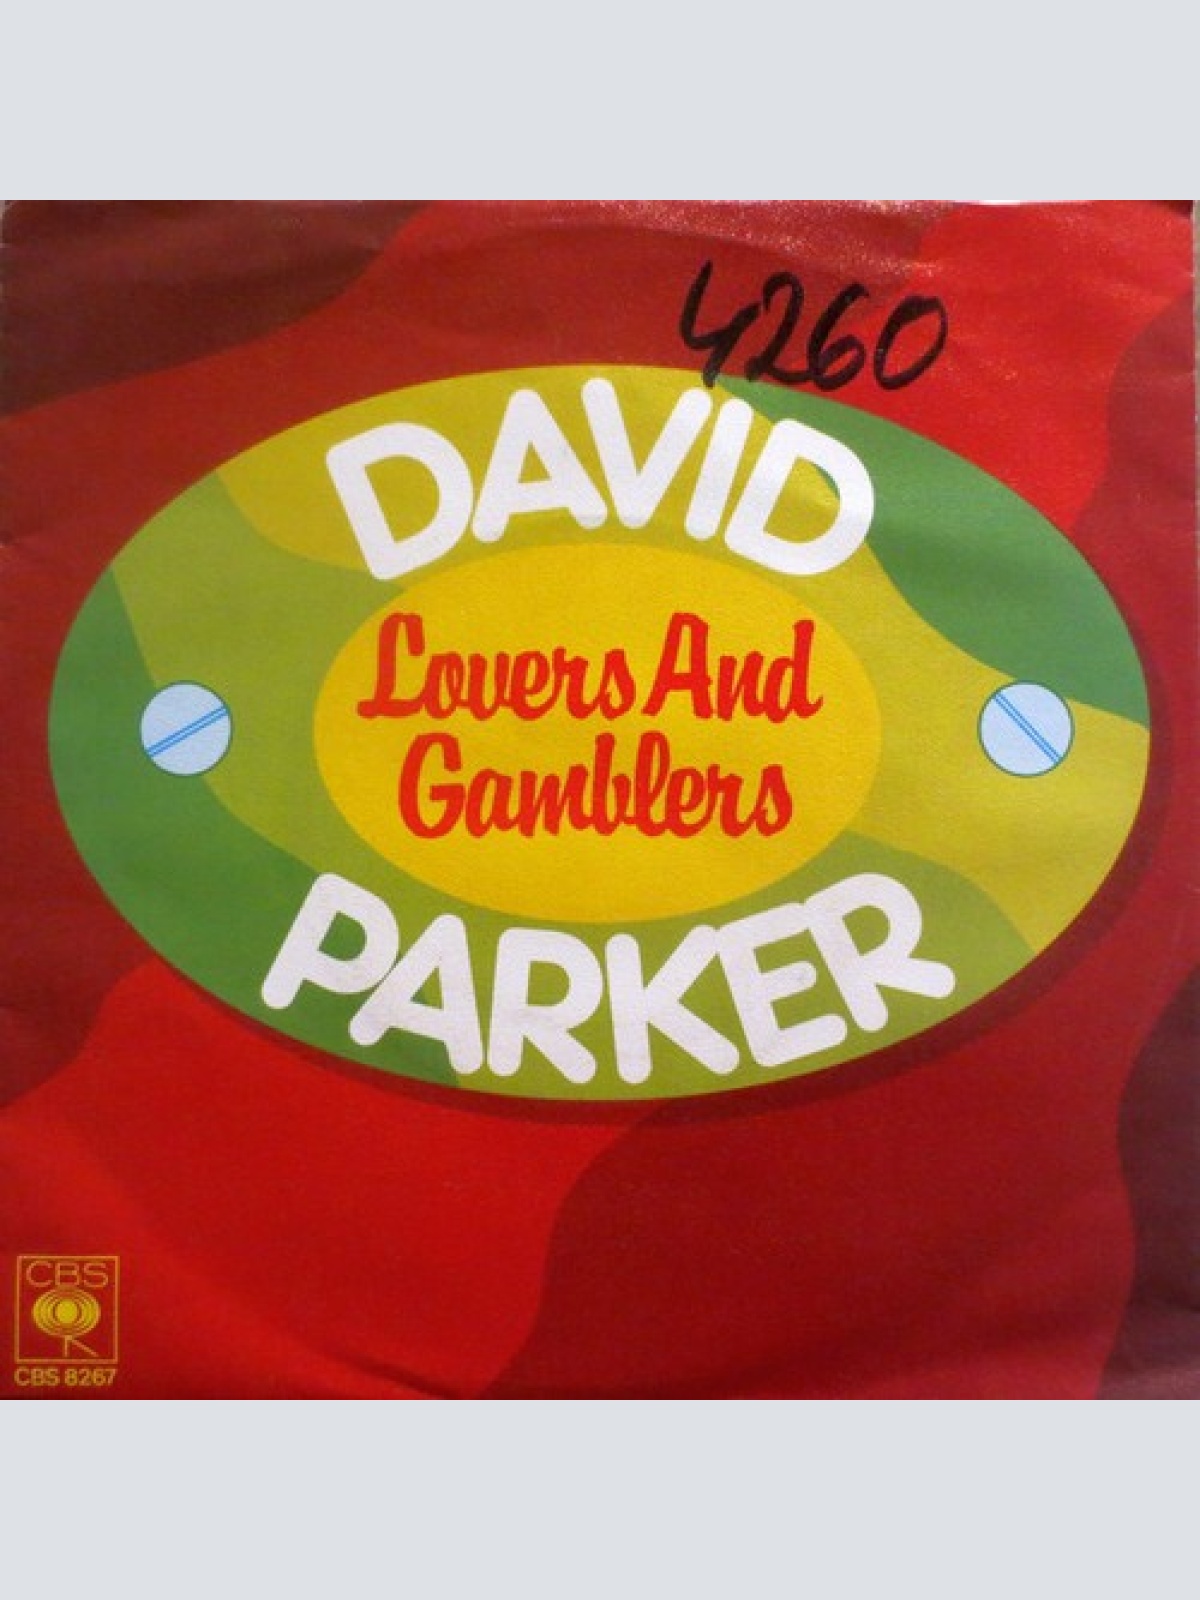 4260
DAVID
Lovers And
Gamblers
PARKER
CBS
CBS 8267